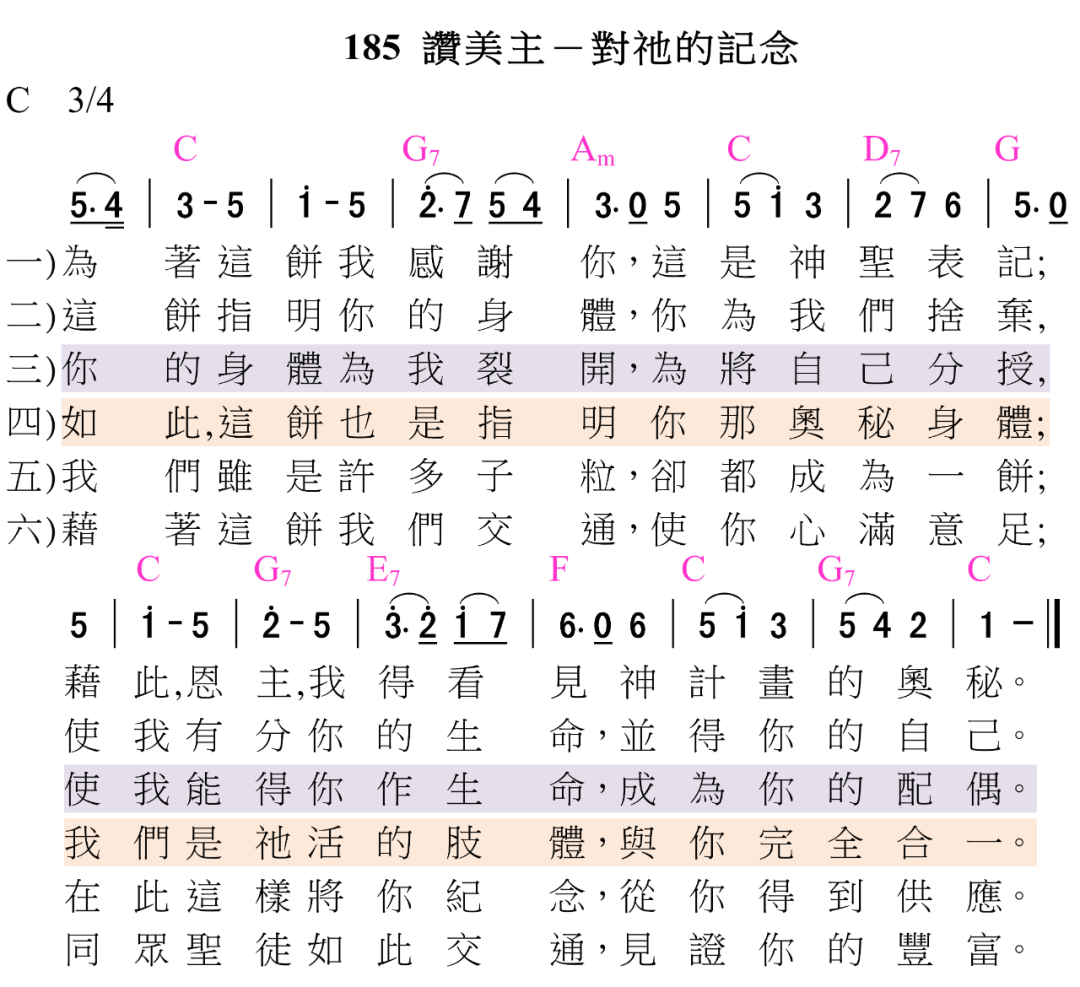 185 讚美主－對祂的記念
C 3/4
C G7 Am C D7 G
5· 4 | 3 - 5 | i - 5 | 2̇· 7 5 4 | 3· 0 5 | 5 i 3 | 2 7 6 | 5· 0
一)為 著這 餅我 感 謝 你，這 是 神 聖 表 記;
二)這 餅指 明你 的 身 體，你 為 我 們 捨 棄,
三)你 的身 體為 我 裂 開，為 將 自 己 分 授,
四)如 此,這 餅也 是 指 明 你 那 奧 秘 身 體;
五)我 們雖 是許 多 子 粒，卻 都 成 為 一 餅;
六)藉 著這 餅我 們 交 通，使 你 心 滿 意 足;
C G7 E7 F C G7 C
5 | i - 5 | 2̇ - 5 | 3̇· 2̇ i 7 | 6· 0 6 | 5 i 3 | 5 4 2 | 1 － ‖
藉 此,恩 主,我 得 看 見 神 計 畫 的 奧 秘。
使 我有 分你 的 生 命，並 得 你 的 自 己。
使 我能 得你 作 生 命，成 為 你 的 配 偶。
我 們是 祂活 的 肢 體，與 你 完 全 合 一。
在 此這 樣將 你 紀 念，從 你 得 到 供 應。
同 眾聖 徒如 此 交 通，見 證 你 的 豐 富。